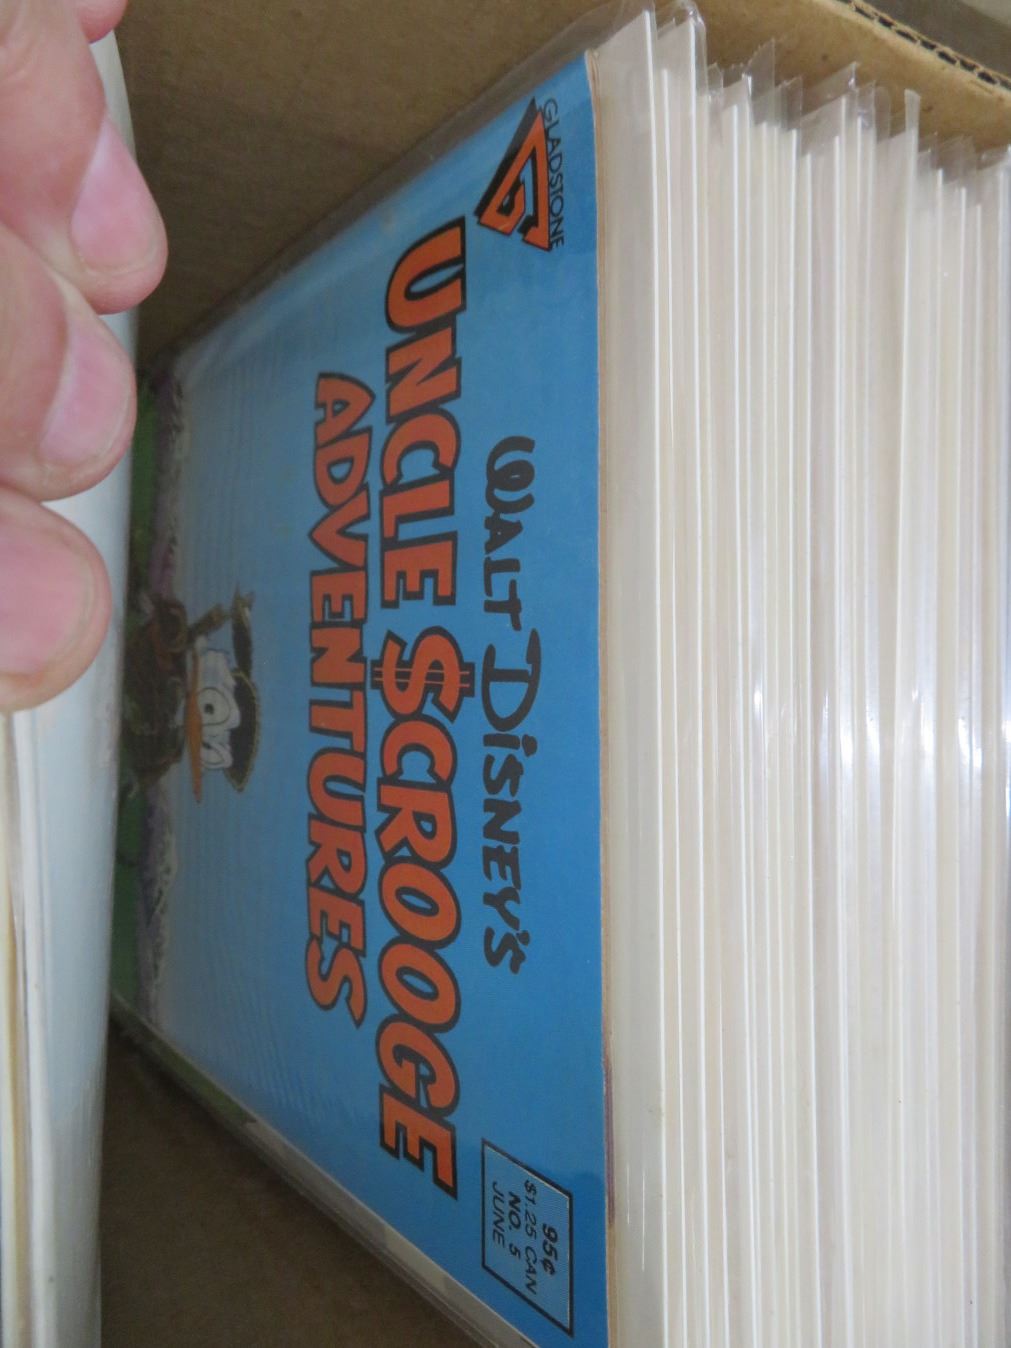 GLADSTONE
WALT DISNEY'S
UNCLE $CROOGE
ADVENTURES
95¢
$1.25 CAN
NO. 5
JUNE